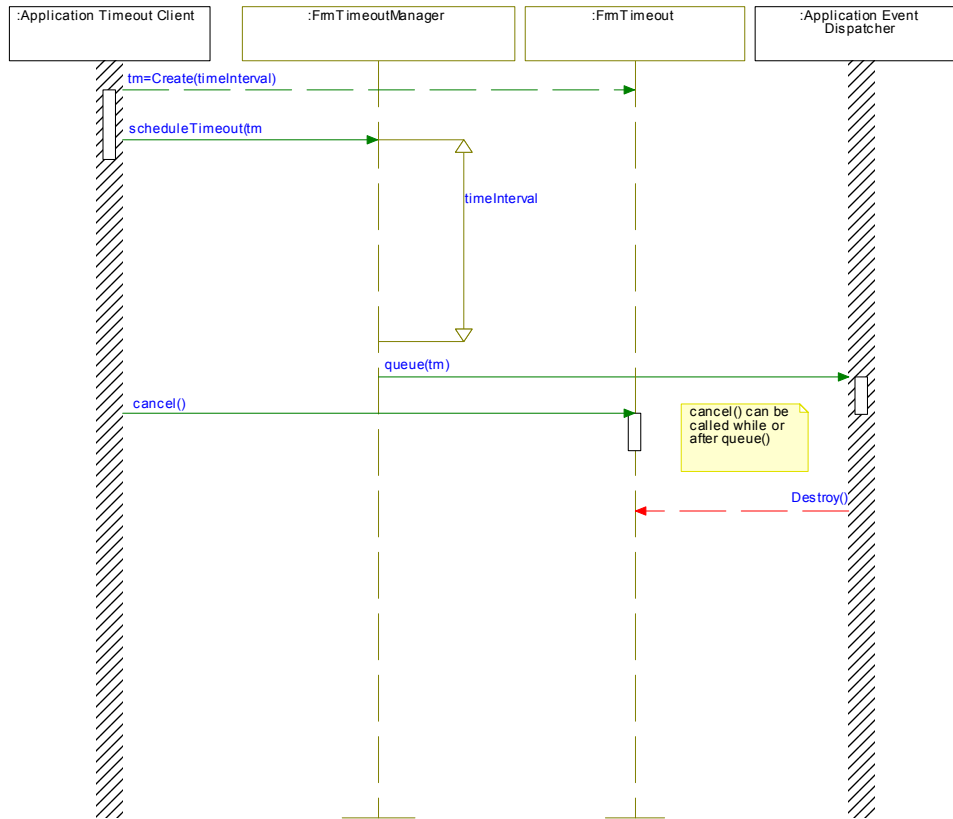 :Application Timeout Client
:FrmTimeoutManager
:FrmTimeout
:Application Event
Dispatcher
tm=Create(timeInterval)
scheduleTimeout(tm
timeInterval
queue(tm)
cancel()
cancel() can be
called while or
after queue()
Destroy()